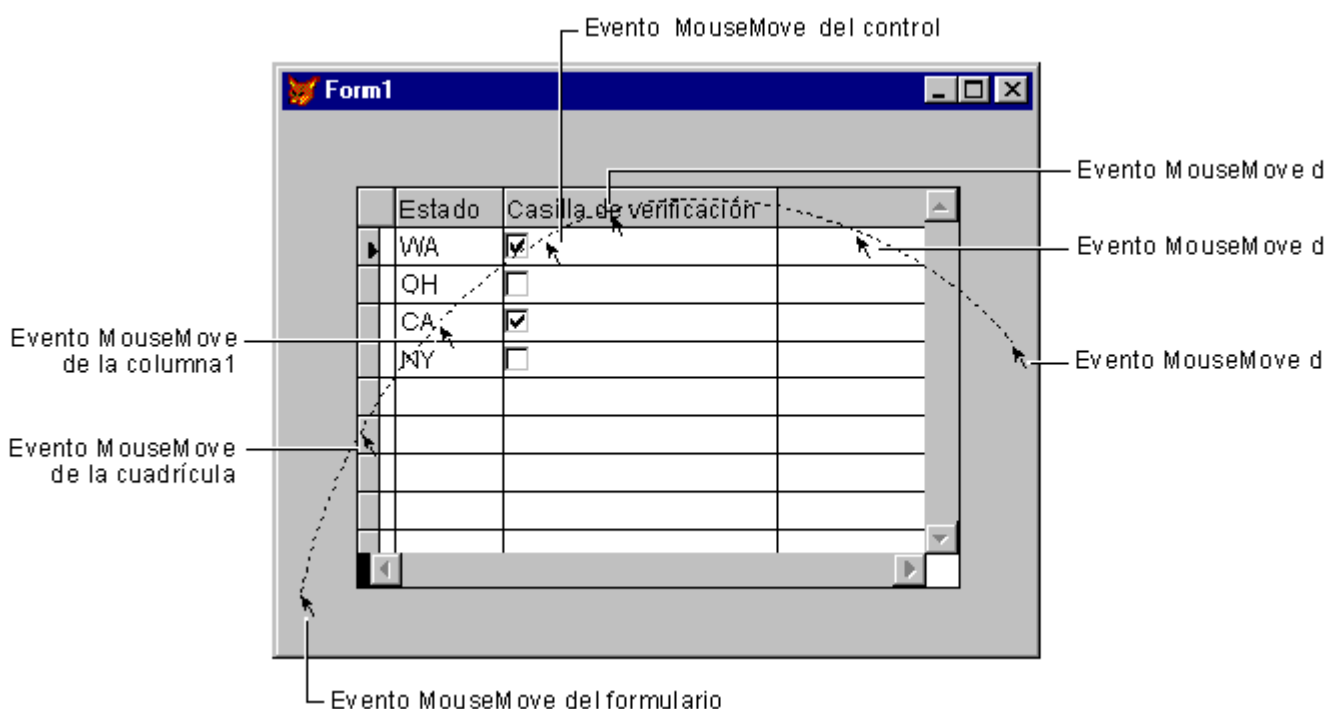 Evento MouseMove del control
Form1
Evento MouseMove d
Estado Casilla de verificación
WA
Evento MouseMove d
OH
CA
Evento MouseMove
de la columna1
NY
Evento MouseMove d
Evento MouseMove
de la cuadrícula
Evento MouseMove del formulario